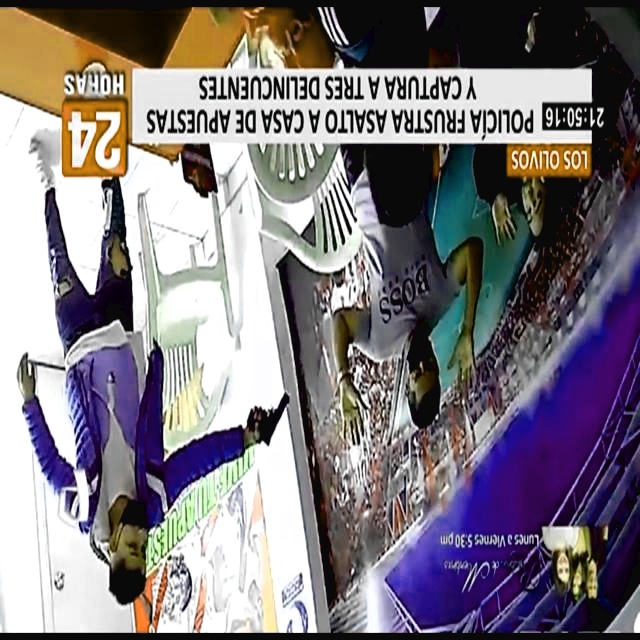 Lunes a Viernes 5:30 pm
LOS OLIVOS
21:50:16
POLICÍA FRUSTRA ASALTO A CASA DE APUESTAS
Y CAPTURA A TRES DELINCUENTES
24
HORAS
BOSS